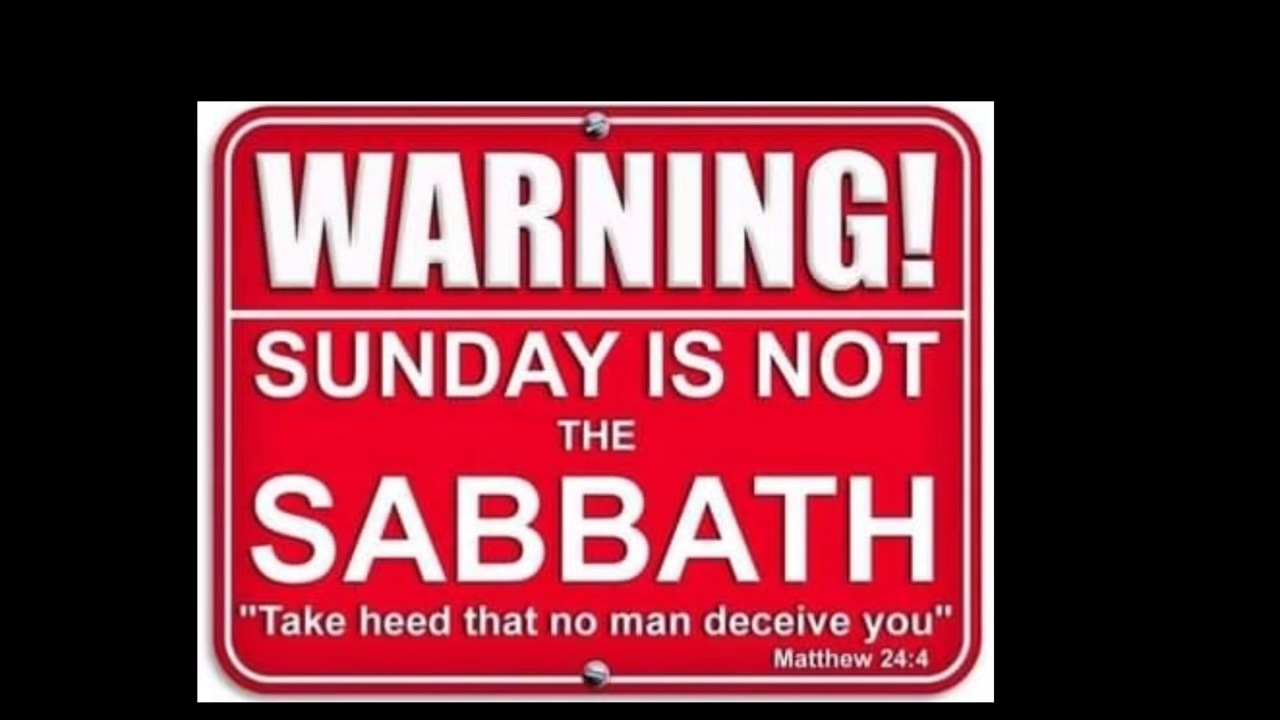 WARNING!
SUNDAY IS NOT
THE
SABBATH
"Take heed that no man deceive you"
Matthew 24:4